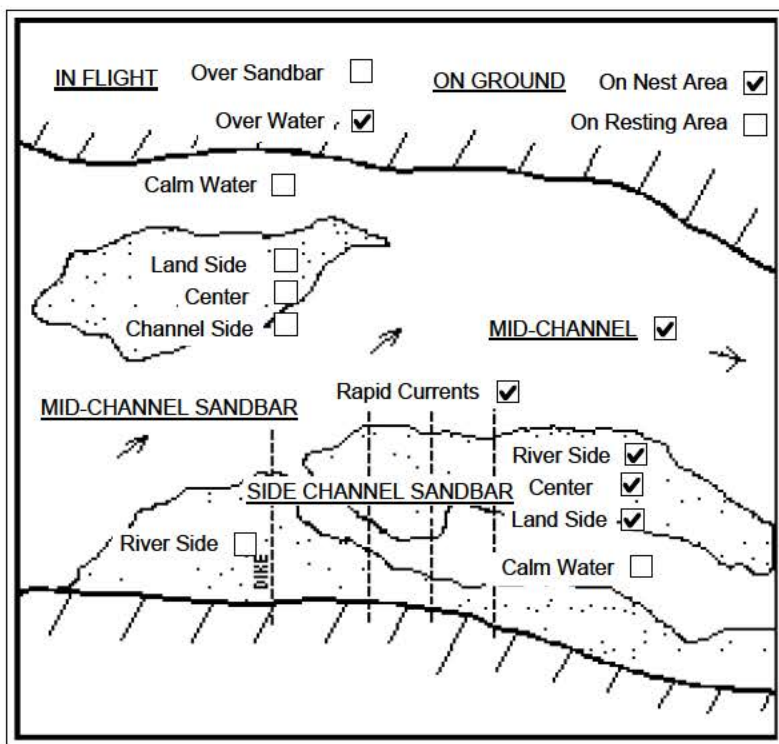 IN FLIGHT Over Sandbar ON GROUND On Nest Area
Over Water On Resting Area
Calm Water
Land Side
Center
Channel Side
MID-CHANNEL
Rapid Currents
MID-CHANNEL SANDBAR
River Side
SIDE CHANNEL SANDBAR Center
Land Side
River Side
DIKE
Calm Water